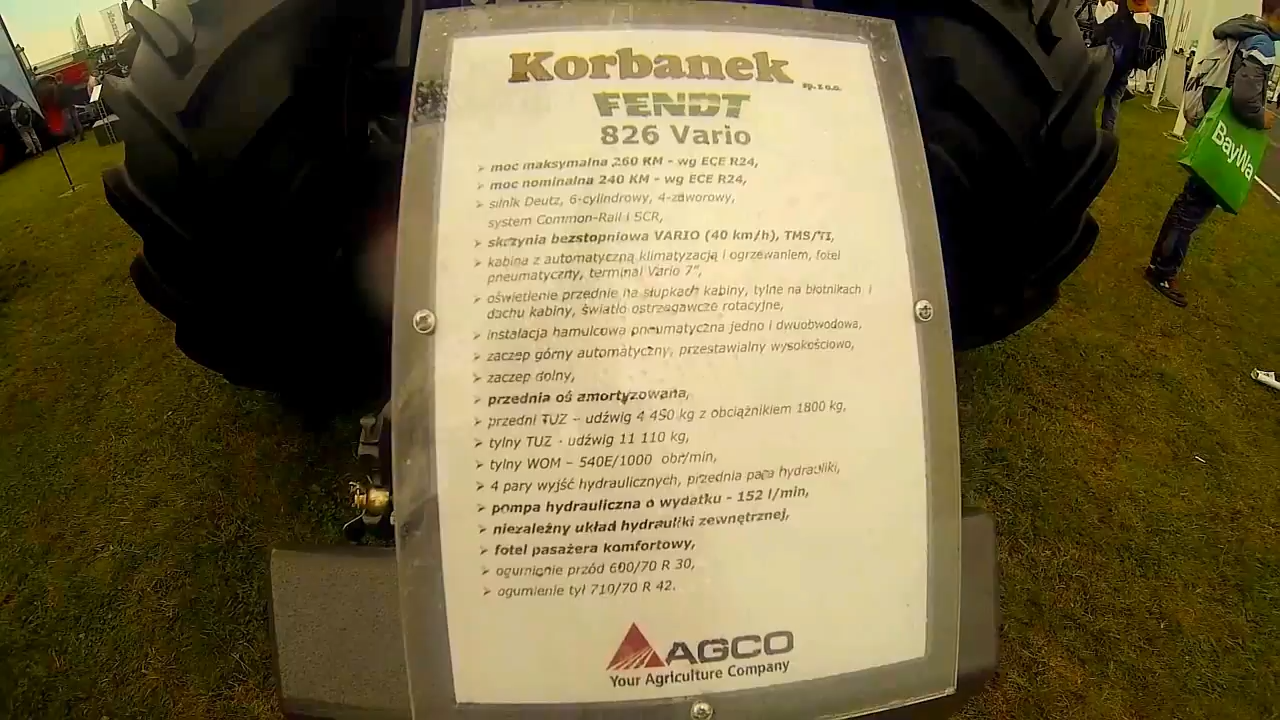 Korbanek sp. z o.o.
FENDT
826 Vario
➢ moc maksymalna 260 KM - wg ECE R24,
➢ moc nominalna 240 KM - wg ECE R24,
➢ silnik Deutz, 6-cylindrowy, 4-zaworowy,
system Common-Rail i SCR,
➢ skrzynia bezstopniowa VARIO (40 km/h), TMS/TI,
➢ kabina z automatyczną klimatyzacją i ogrzewaniem, fotel
pneumatyczny, terminal Vario 7",
➢ oświetlenie przednie na słupkach kabiny, tylne na błotnikach i
dachu kabiny, światło ostrzegawcze rotacyjne,
➢ instalacja hamulcowa pneumatyczna jedno i dwuobwodowa,
➢ zaczep górny automatyczny, przestawialny wysokościowo,
➢ zaczep dolny,
➢ przednia oś amortyzowana,
➢ przedni TUZ – udźwig 4 450 kg z obciążnikiem 1800 kg,
➢ tylny TUZ - udźwig 11 110 kg,
➢ tylny WOM – 540E/1000 obr/min,
➢ 4 pary wyjść hydraulicznych, przednia para hydrauliki,
➢ pompa hydrauliczna o wydatku - 152 l/min,
➢ niezależny układ hydrauliki zewnętrznej,
➢ fotel pasażera komfortowy,
➢ ogumienie przód 600/70 R 30,
➢ ogumienie tył 710/70 R 42.
AGCO
Your Agriculture Company
BayWa